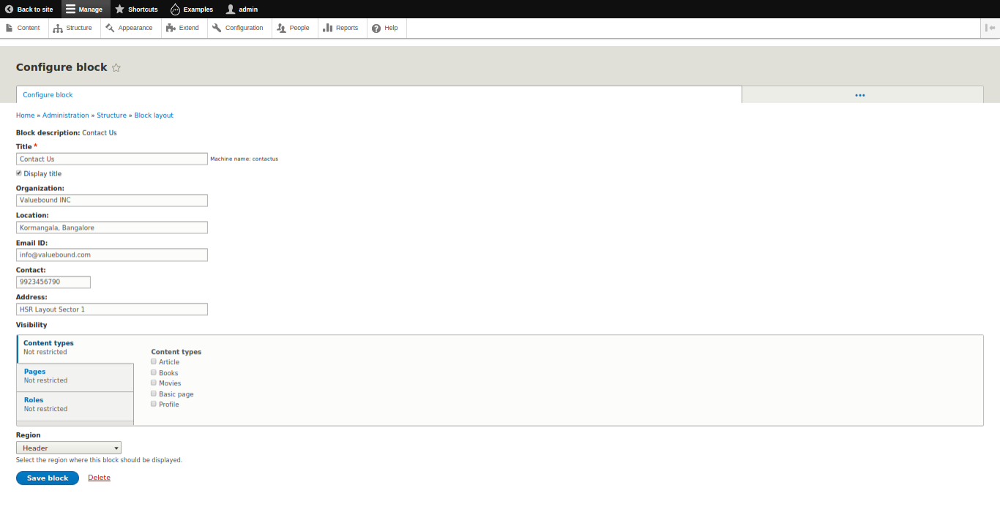 Back to site Manage Shortcuts Examples admin
Content Structure Appearance Extend Configuration People Reports Help
Configure block
Configure block •••
Home » Administration » Structure » Block layout
Block description: Contact Us
Title *
Contact Us Machine name: contactus
Display title
Organization:
Valuebound INC
Location:
Kormangala, Bangalore
Email ID:
info@valuebound.com
Contact:
9923456790
Address:
HSR Layout Sector 1
Visibility
Content types
Not restricted
Pages
Not restricted
Roles
Not restricted
Content types
Article
Books
Movies
Basic page
Profile
Region
Header
Select the region where this block should be displayed.
Save block Delete